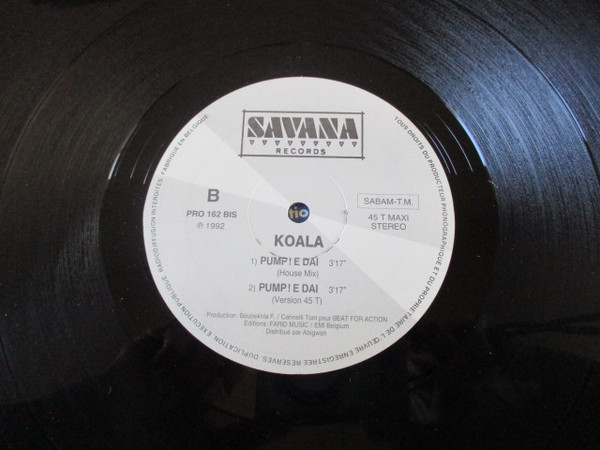 SAVANA
RECORDS
B
PRO 162 BIS
℗ 1992
SABAM-T.M.
45 T MAXI
STEREO
KOALA
1) PUMP! E DAI 3'17"
(House Mix)
2) PUMP! E DAI 3'17"
(Version 45 T)
Production: Bouzekhla F. / Cannelli Toni pour BEAT FOR ACTION
Editions: FARID MUSIC / EMI Belgium
Distribué par Abigwan
TOUS DROITS DU PRODUCTEUR PHONOGRAPHIQUE ET DU PROPRIETAIRE DE L'ŒUVRE ENREGISTREE RESERVES. DUPLICATION, EXECUTION PUBLIQUE, RADIODIFFUSION INTERDITES. FABRIQUE EN BELGIQUE